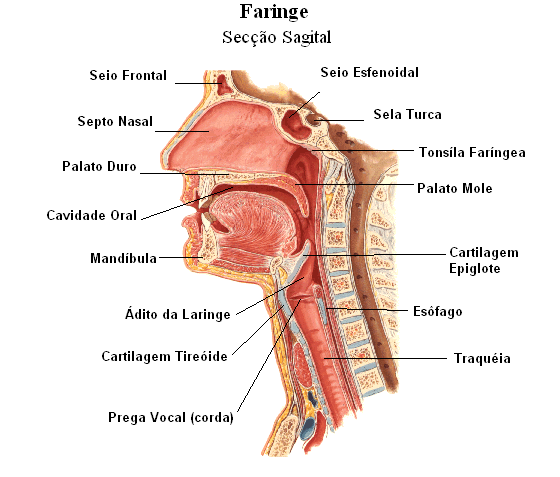 Faringe
Secção Sagital
Seio Frontal
Seio Esfenoidal
Septo Nasal
Sela Turca
Tonsíla Faríngea
Palato Duro
Palato Mole
Cavidade Oral
Mandíbula
Cartilagem
Epiglote
Ádito da Laringe
Esôfago
Cartilagem Tireóide
Traquéia
Prega Vocal (corda)